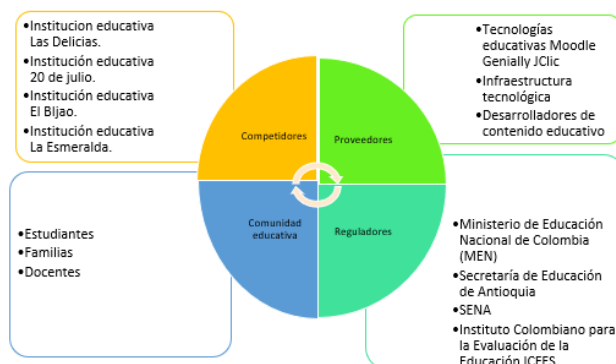 •Institucion educativa
Las Delicias.
•Institución educativa
20 de julio.
•Institución educativa
El BIjao.
•Institución educativa
La Esmeralda.
•Tecnologías
educativas Moodle
Genially JClic
•Infraestructura
tecnológica
•Desarrolladores de
contenido educativo
Competidores
Proveedores
Comunidad
educativa
Reguladores
•Estudiantes
•Familias
•Docentes
•Ministerio de Educación
Nacional de Colombia
(MEN)
•Secretaría de Educación
de Antioquia
•SENA
•Instituto Colombiano para
la Evaluación de la
Educación ICFES